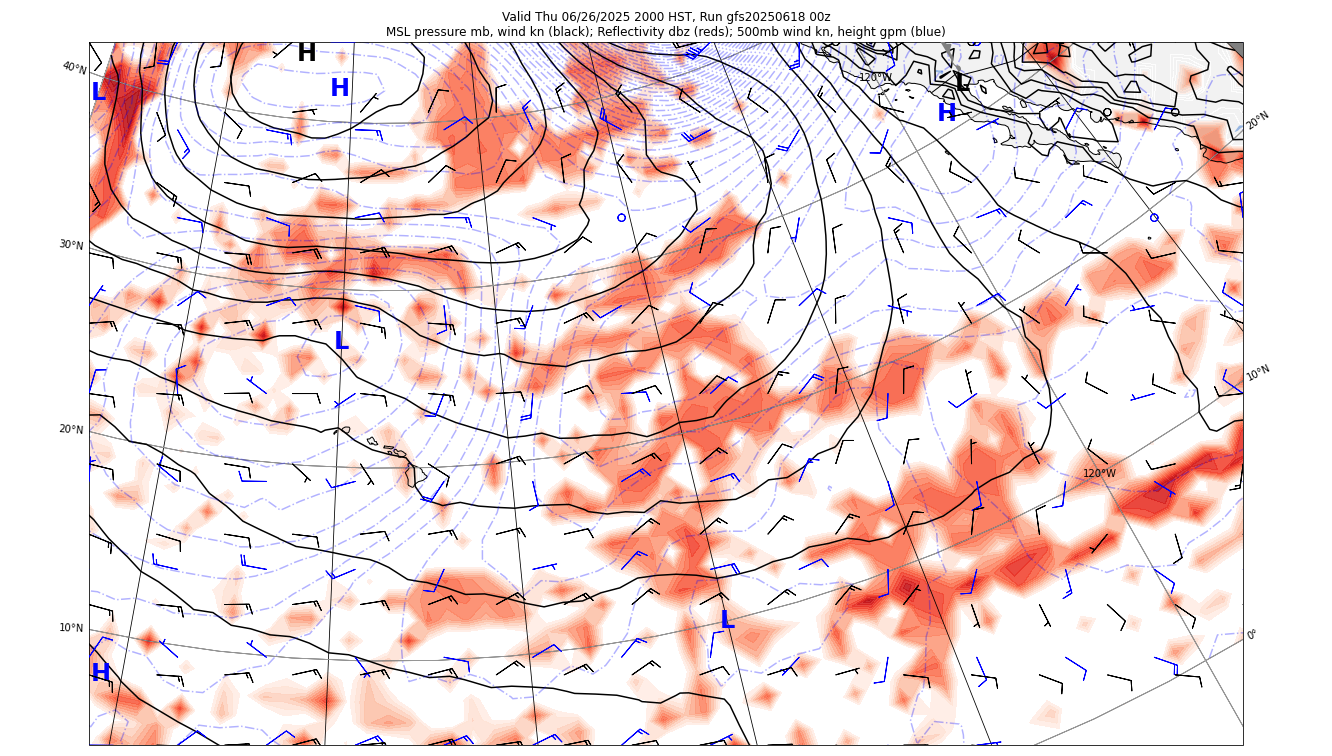 Valid Thu 06/26/2025 2000 HST, Run gfs20250618 00z
MSL pressure mb, wind kn (black); Reflectivity dbz (reds); 500mb wind kn, height gpm (blue)
H
40°N
H
120°W
L
L
H
20°N
30°N
L
10°N
20°N
120°W
10°N
L
0°
H